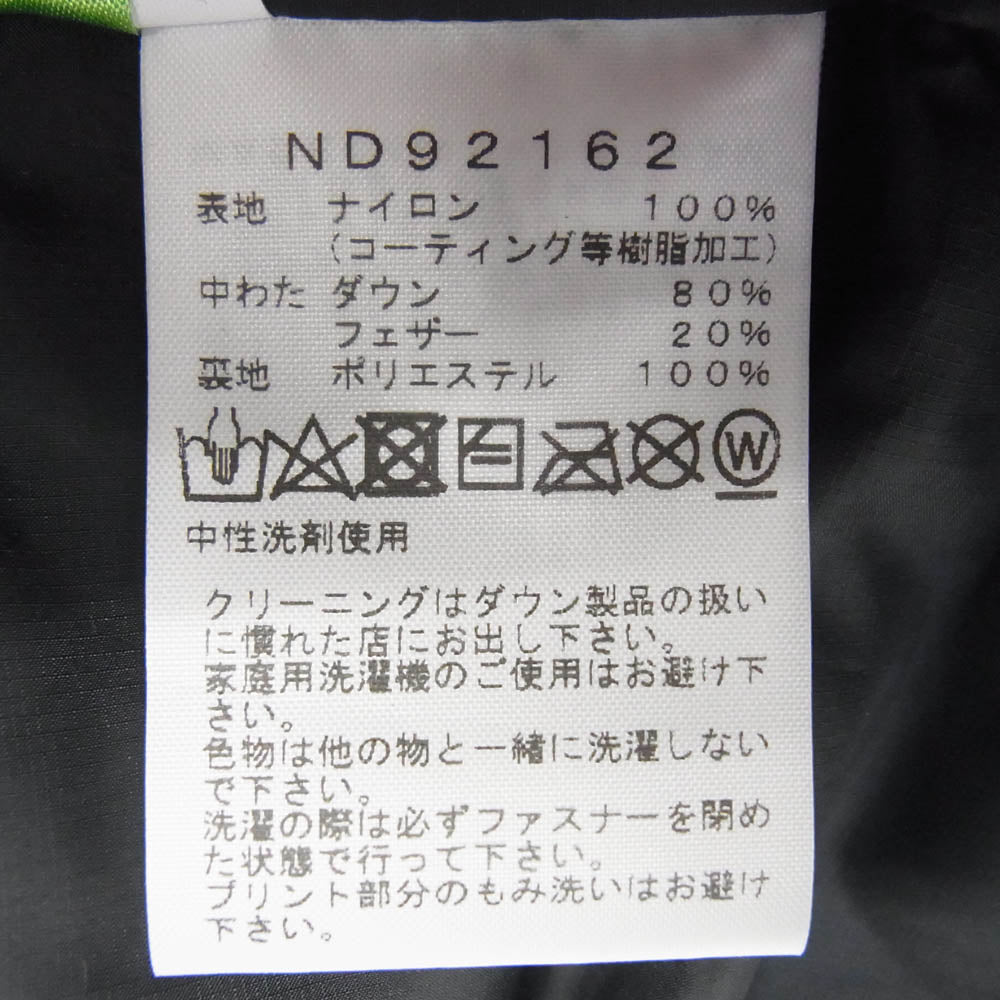 ND92162
表地 ナイロン 100%
(コーティング等樹脂加工)
中わた ダウン 80%
フェザー 20%
裏地 ポリエステル 100%
W
中性洗剤使用
クリーニングはダウン製品の扱い
に慣れた店にお出し下さい。
家庭用洗濯機のご使用はお避け下
さい。
色物は他の物と一緒に洗濯しない
で下さい。
洗濯の際は必ずファスナーを閉め
た状態で行って下さい。
プリント部分のもみ洗いはお避け
下さい。